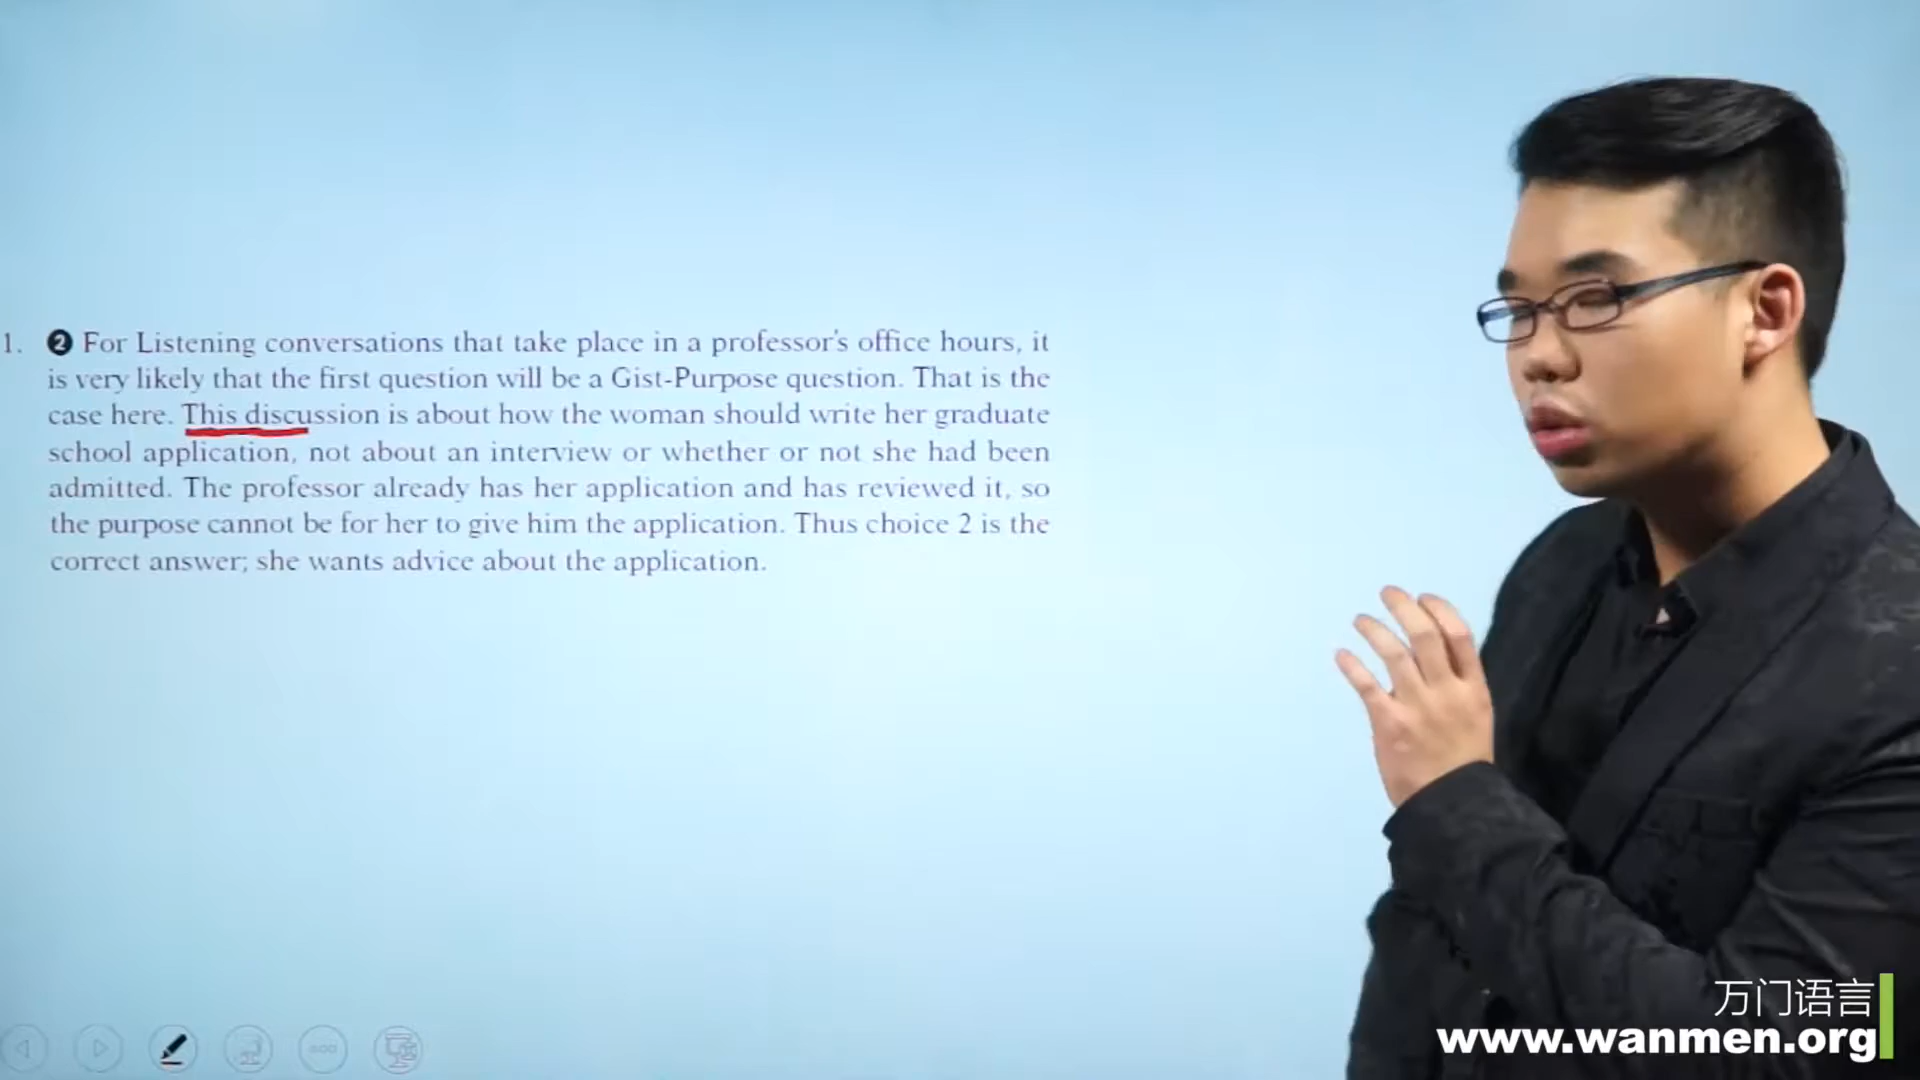 1. ❷ For Listening conversations that take place in a professor's office hours, it
is very likely that the first question will be a Gist-Purpose question. That is the
case here. This discussion is about how the woman should write her graduate
school application, not about an interview or whether or not she had been
admitted. The professor already has her application and has reviewed it, so
the purpose cannot be for her to give him the application. Thus choice 2 is the
correct answer; she wants advice about the application.
万门语言
www.wanmen.org